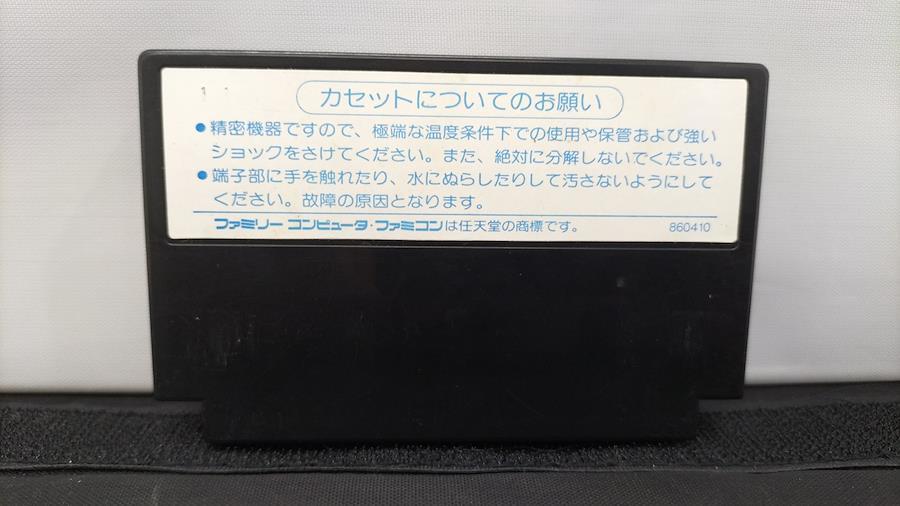 1 1
カセットについてのお願い
●精密機器ですので、極端な温度条件下での使用や保管および強い
ショックをさけてください。また、絶対に分解しないでください。
●端子部に手を触れたり、水にぬらしたりして汚さないようにして
ください。故障の原因となります。
ファミリー コンピュータ・ファミコンは任天堂の商標です。 860410